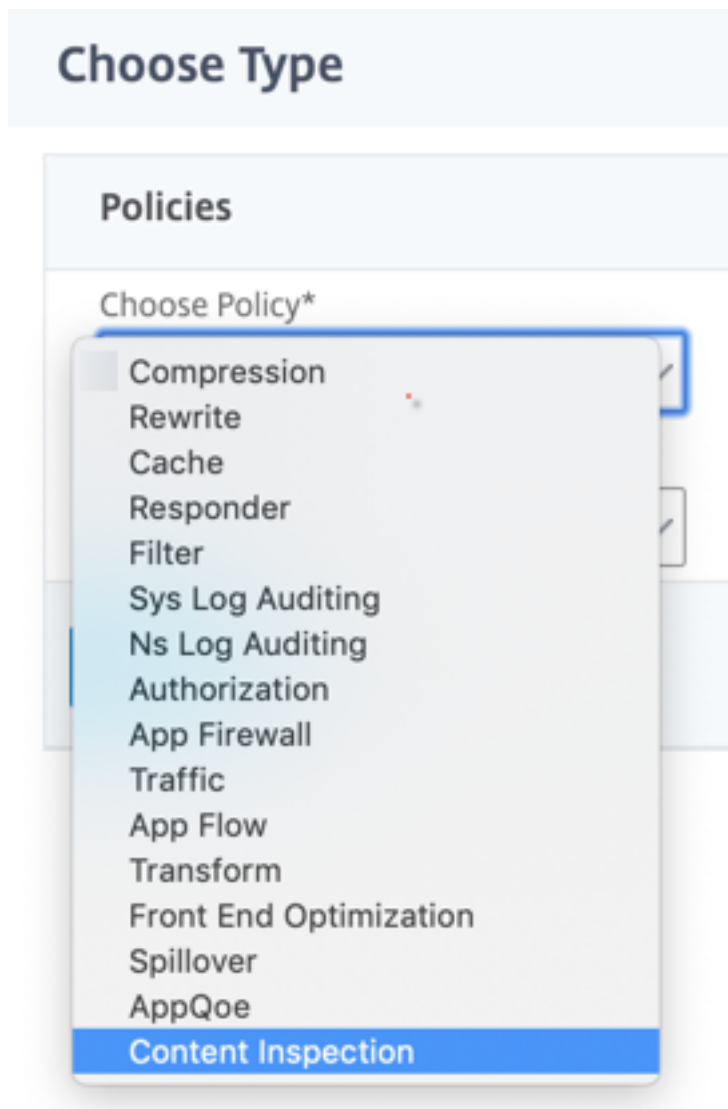 Choose Type
Policies
Choose Policy*
Compression
Rewrite
Cache
Responder
Filter
Sys Log Auditing
Ns Log Auditing
Authorization
App Firewall
Traffic
App Flow
Transform
Front End Optimization
Spillover
AppQoe
Content Inspection